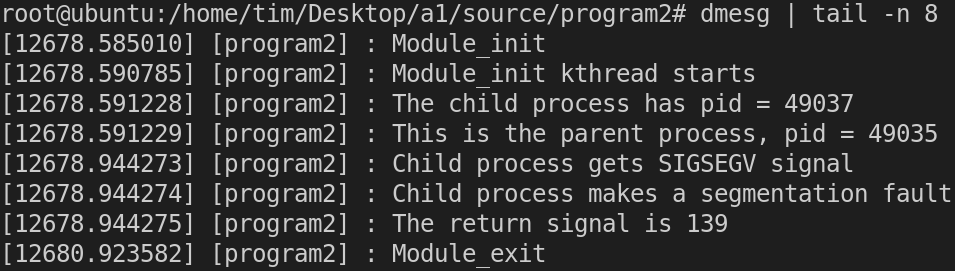 root@ubuntu:/home/tim/Desktop/a1/source/program2# dmesg | tail -n 8
[12678.585010] [program2] : Module_init
[12678.590785] [program2] : Module_init kthread starts
[12678.591228] [program2] : The child process has pid = 49037
[12678.591229] [program2] : This is the parent process, pid = 49035
[12678.944273] [program2] : Child process gets SIGSEGV signal
[12678.944274] [program2] : Child process makes a segmentation fault
[12678.944275] [program2] : The return signal is 139
[12680.923582] [program2] : Module_exit